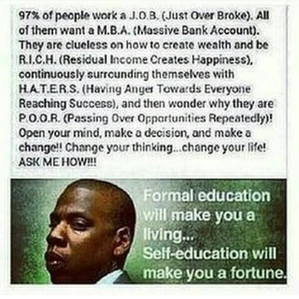 97% of people work a J.O.B. (Just Over Broke). All
of them want a M.B.A. (Massive Bank Account).
They are clueless on how to create wealth and be
R.I.C.H. (Residual Income Creates Happiness),
continuously surrounding themselves with
H.A.T.E.R.S. (Having Anger Towards Everyone
Reaching Success), and then wonder why they are
P.O.O.R. (Passing Over Opportunities Repeatedly)!
Open your mind, make a decision, and make a
change!! Change your thinking...change your life!
ASK ME HOW!!!
Formal education
will make you a
living...
Self-education will
make you a fortune.